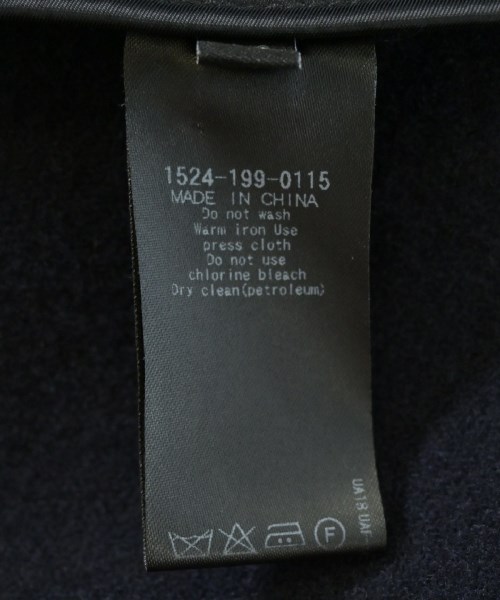 1524-199-0115
MADE IN CHINA
Do not wash
Warm iron Use
press cloth
Do not use
chlorine bleach
Dry clean(petroleum)
F